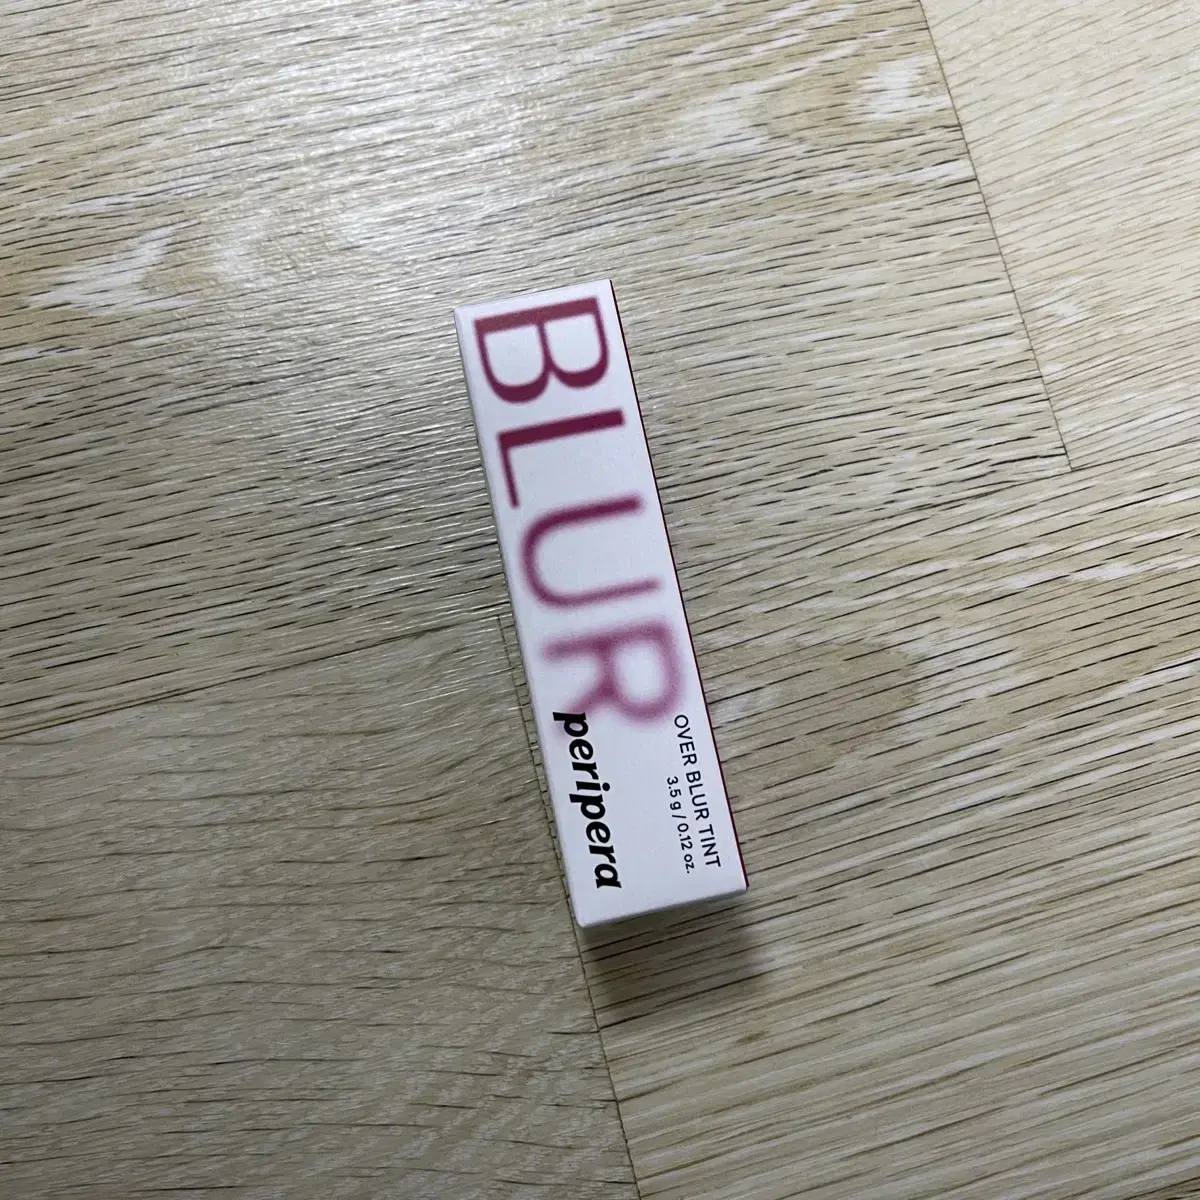 BLUR
OVER BLUR TINT
3.5 g / 0.12 oz.
peripera